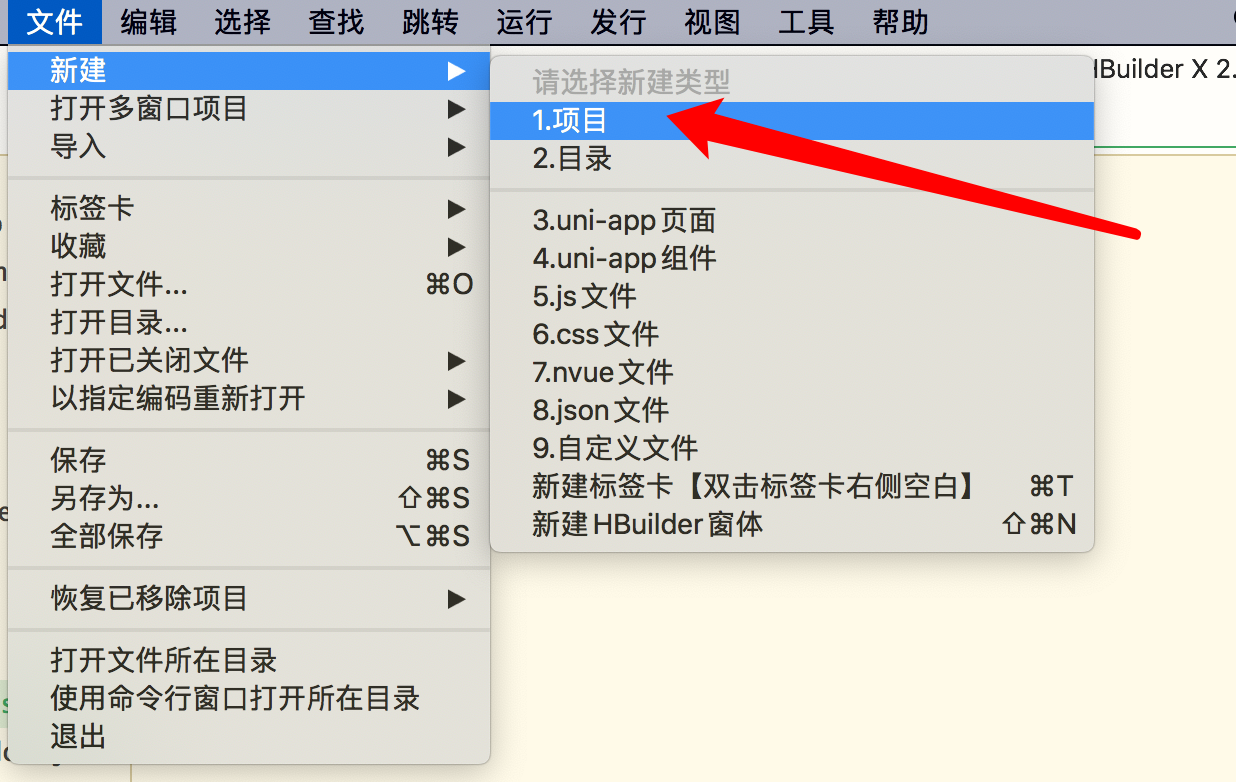 文件 编辑 选择 查找 跳转 运行 发行 视图 工具 帮助
Builder X 2.
新建
打开多窗口项目
导入
标签卡
收藏
打开文件... ⌘O
打开目录...
打开已关闭文件
以指定编码重新打开
保存 ⌘S
另存为... ⇧⌘S
全部保存 ⌥⌘S
恢复已移除项目
打开文件所在目录
使用命令行窗口打开所在目录
退出
请选择新建类型
1.项目
2.目录
3.uni-app页面
4.uni-app组件
5.js文件
6.css文件
7.nvue文件
8.json文件
9.自定义文件
新建标签卡【双击标签卡右侧空白】 ⌘T
新建HBuilder窗体 ⇧⌘N